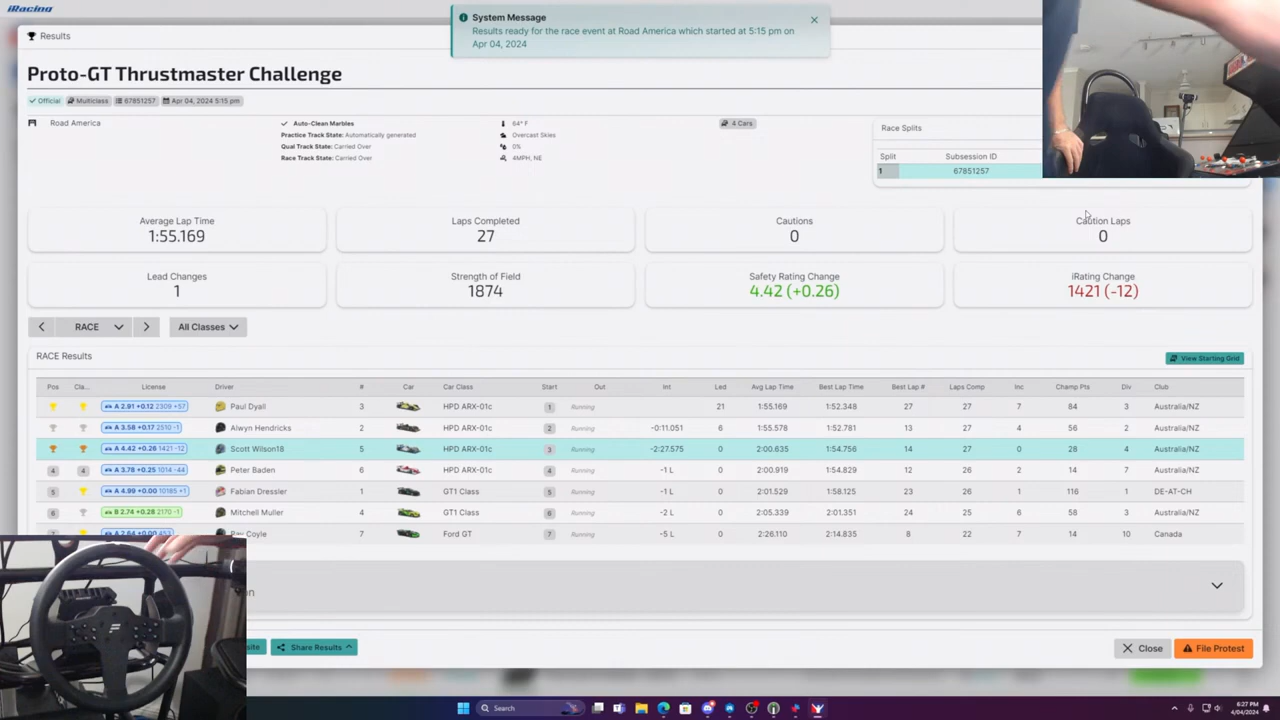 iRacing
System Message
Results ready for the race event at Road America which started at 5:15 pm on
Apr 04, 2024
Results
Proto-GT Thrustmaster Challenge
Official Multiclass 67851257 Apr 04, 2024 5:15 pm
Road America
Auto-Clean Marbles
Practice Track State: Automatically generated
Qual Track State: Carried Over
Race Track State: Carried Over
64° F
Overcast Skies
0%
4MPH, NE
4 Cars
Race Splits
Split Subsession ID
1 67851257
Average Lap Time
1:55.169
Laps Completed
27
Cautions
0
Caution Laps
0
Lead Changes
1
Strength of Field
1874
Safety Rating Change
4.42 (+0.26)
iRating Change
1421 (-12)
RACE
All Classes
RACE Results
View Starting Grid
Pos Cla... License Driver # Car Car Class Start Out Int Led Avg Lap Time Best Lap Time Best Lap # Laps Comp Inc Champ Pts Div Club
A 2.91 +0.12 2309 +57 Paul Dyall 3 HPD ARX-01c 1 Running 21 1:55.169 1:52.348 27 27 7 84 3 Australia/NZ
A 3.58 +0.17 2510 -1 Alwyn Hendricks 2 HPD ARX-01c 2 Running -0:11.051 6 1:55.578 1:52.781 13 27 4 56 2 Australia/NZ
A 4.42 +0.26 1421 -12 Scott Wilson18 5 HPD ARX-01c 3 Running -2:27.575 0 2:00.635 1:54.756 14 27 0 28 4 Australia/NZ
4 4 A 3.78 +0.25 1014 -44 Peter Baden 6 HPD ARX-01c 4 Running -1 L 0 2:00.919 1:54.829 12 26 2 14 7 Australia/NZ
5 A 4.99 +0.00 10185 +1 Fabian Dressler 1 GT1 Class 5 Running -1 L 0 2:01.529 1:58.125 23 26 1 116 1 DE-AT-CH
6 B 2.74 +0.28 2170 -1 Mitchell Muller 2 GT1 Class 6 Running -2 L 0 2:05.339 2:01.351 24 25 6 58 3 Australia/NZ
A 2.64 +0.00 453 Coyle 7 Ford GT 7 Running -5 L 0 2:26.110 2:14.835 8 22 7 14 10 Canada
Share Results
Close
File Protest
Search
6:27 PM
4/04/2024